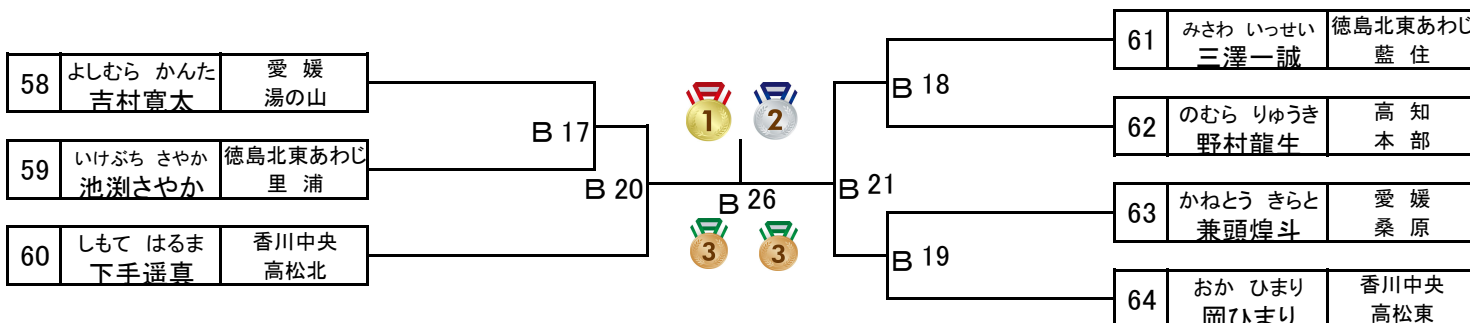 58
よしむら かんた
吉村寛太
愛 媛
湯の山
59
いけぶち さやか
池渕さやか
徳島北東あわじ
里 浦
60
しもて はるま
下手遥真
香川中央
高松北
B 17
B 20
1
2
B 26
3
3
B 21
B 18
B 19
61
みさわ いっせい
三澤一誠
徳島北東あわじ
藍 住
62
のむら りゅうき
野村龍生
高 知
本 部
63
かねとう きらと
兼頭煌斗
愛 媛
桑 原
64
おか ひまり
岡ひまり
香川中央
高松東